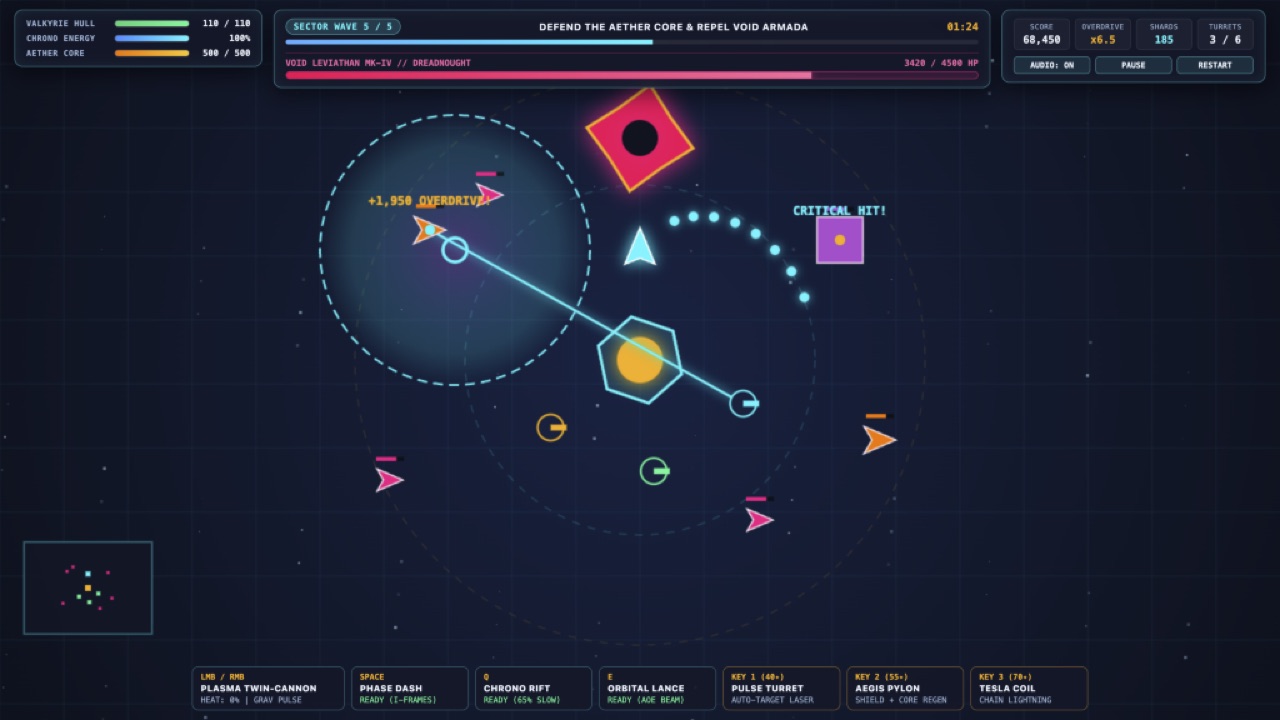 VALKYRIE HULL 110 / 110
CHRONO ENERGY 100%
AETHER CORE 500 / 500
SECTOR WAVE 5 / 5 DEFEND THE AETHER CORE & REPEL VOID ARMADA 01:24
VOID LEVIATHAN MK-IV // DREADNOUGHT 3420 / 4500 HP
SCORE OVERDRIVE SHARDS TURRETS
68,450 x6.5 185 3 / 6
AUDIO: ON PAUSE RESTART
+1,950 OVERDRIVE!
CRITICAL HIT!
LMB / RMB
PLASMA TWIN-CANNON
HEAT: 0% | GRAV PULSE
SPACE
PHASE DASH
READY (I-FRAMES)
Q
CHRONO RIFT
READY (65% SLOW)
E
ORBITAL LANCE
READY (AOE BEAM)
KEY 1 (40⬥)
PULSE TURRET
AUTO-TARGET LASER
KEY 2 (55⬥)
AEGIS PYLON
SHIELD + CORE REGEN
KEY 3 (70⬥)
TESLA COIL
CHAIN LIGHTNING